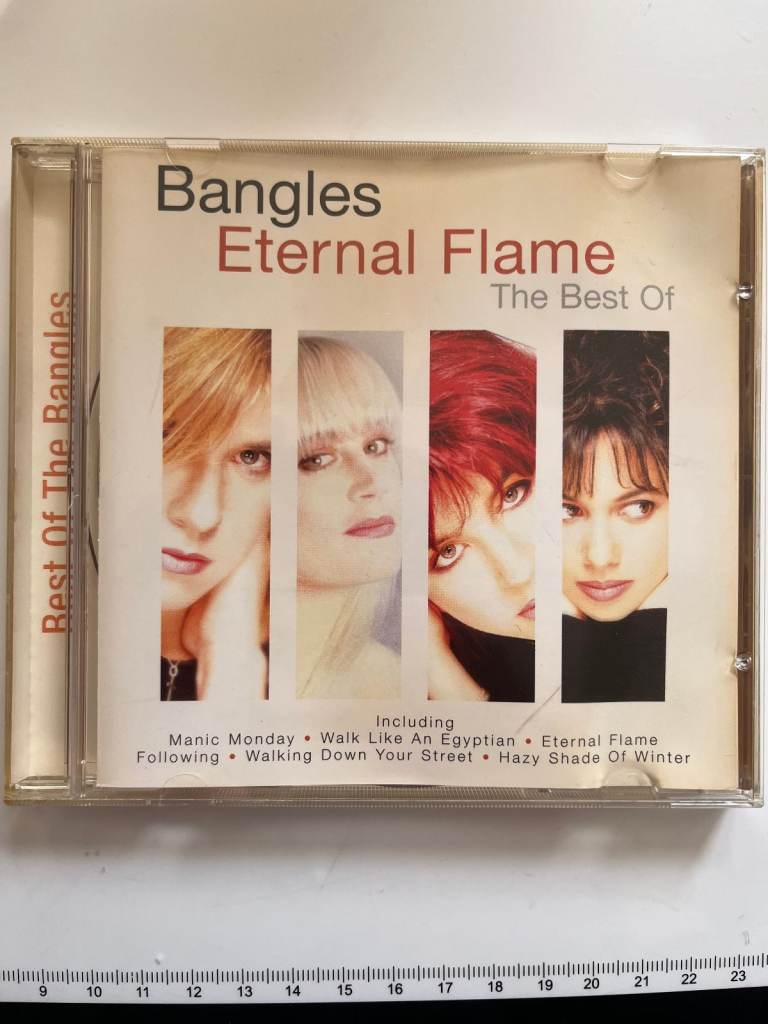 Bangles
Eternal Flame
The Best Of
Best Of The Bangles
Including
Manic Monday • Walk Like An Egyptian • Eternal Flame
Following • Walking Down Your Street • Hazy Shade Of Winter
9 10 11 12 13 14 15 16 17 18 19 20 21 22 23